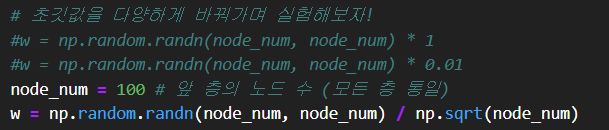 # 초깃값을 다양하게 바꿔가며 실험해보자!
#w = np.random.randn(node_num, node_num) * 1
#w = np.random.randn(node_num, node_num) * 0.01
node_num = 100 # 앞 층의 노드 수 (모든 층 통일)
w = np.random.randn(node_num, node_num) / np.sqrt(node_num)